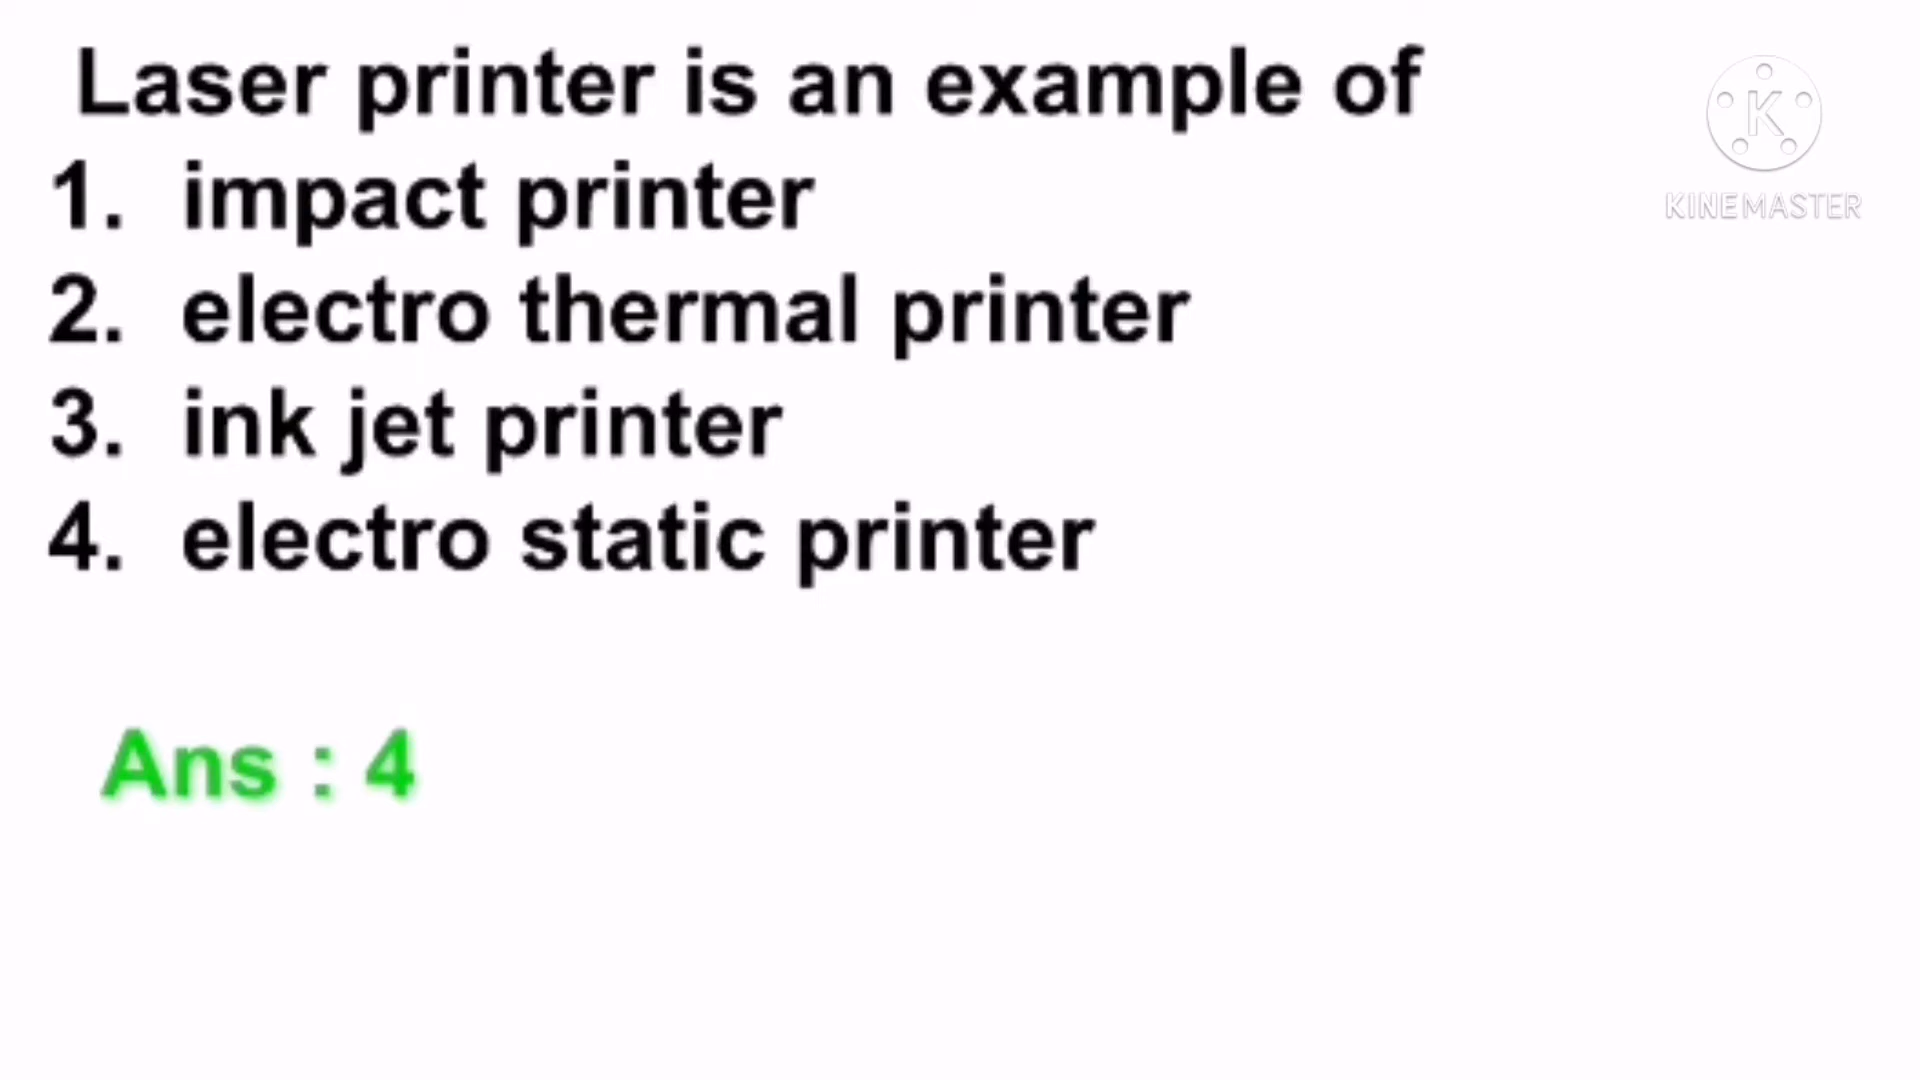 Laser printer is an example of
1. impact printer
2. electro thermal printer
3. ink jet printer
4. electro static printer
Ans : 4
K
KINEMASTER